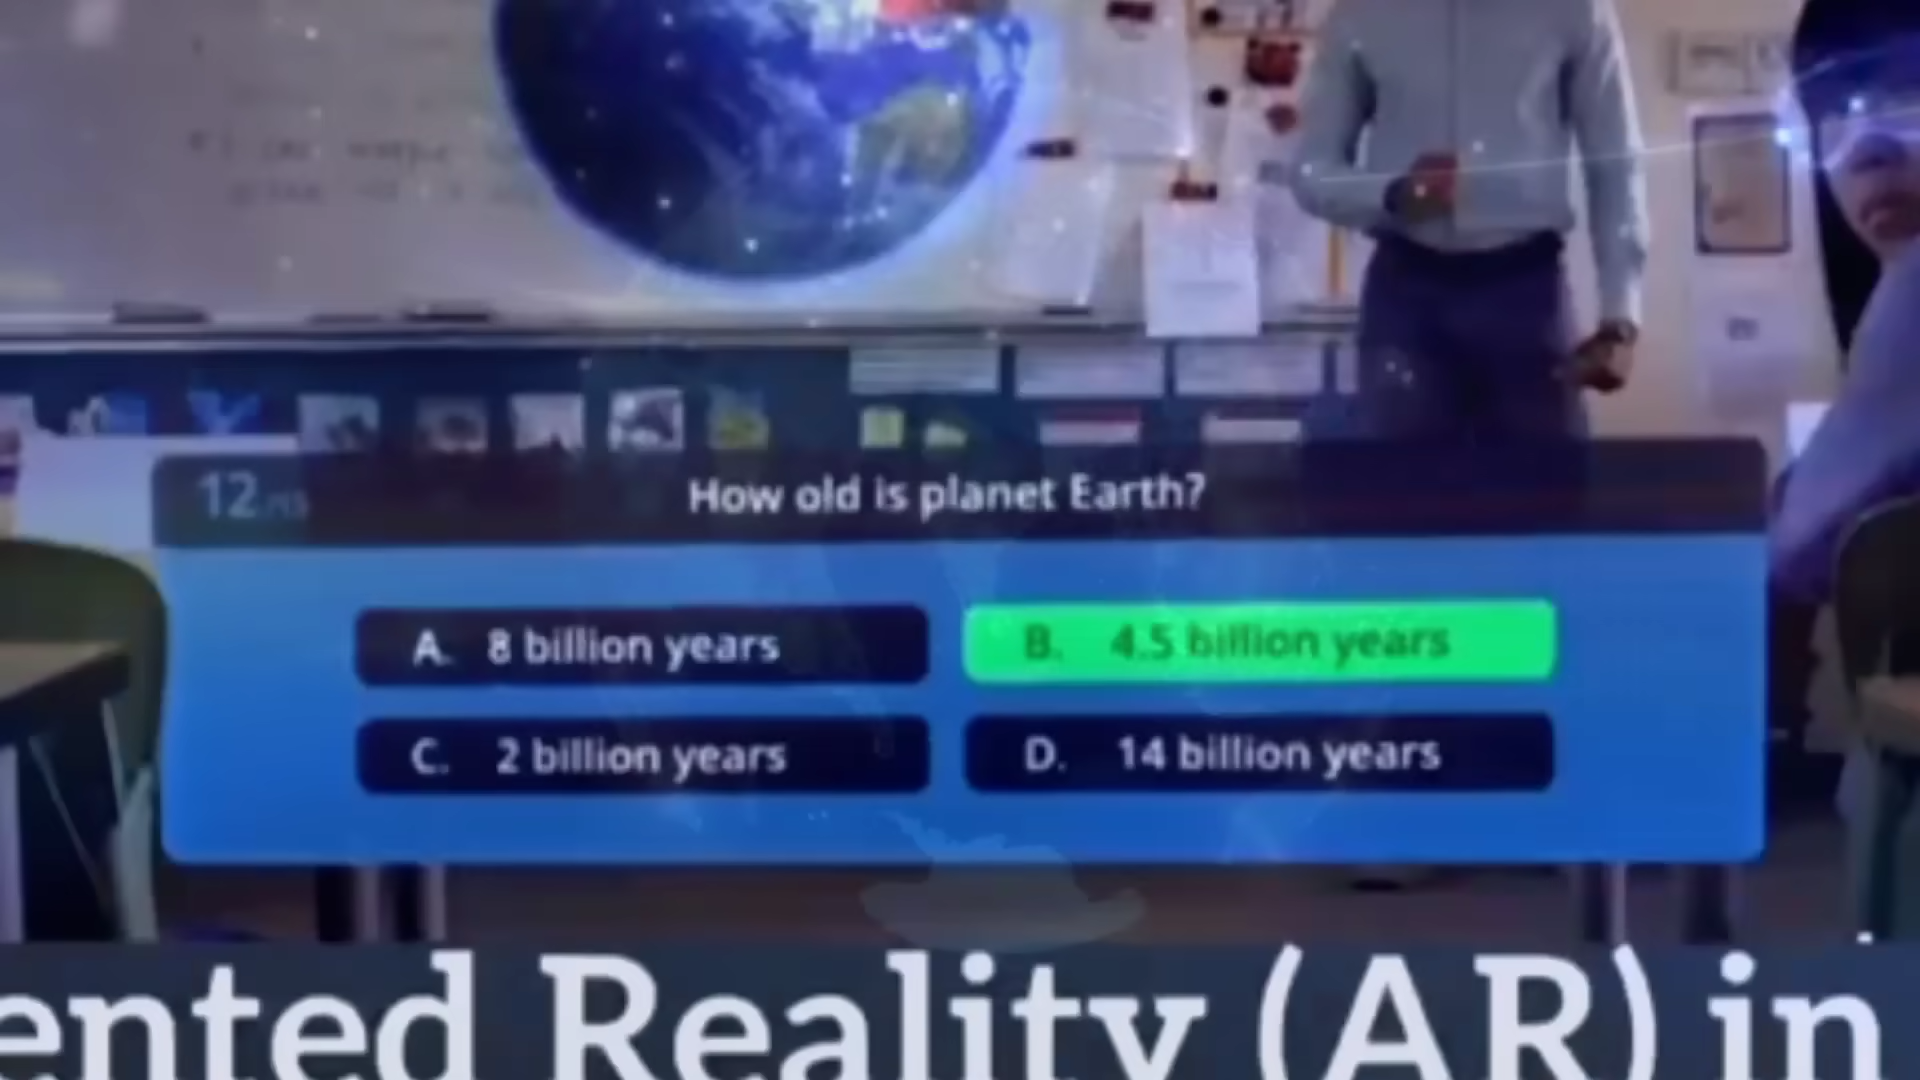 12
How old is planet Earth?
A. 8 billion years
B. 4.5 billion years
C. 2 billion years
D. 14 billion years
ented Reality (AR) in